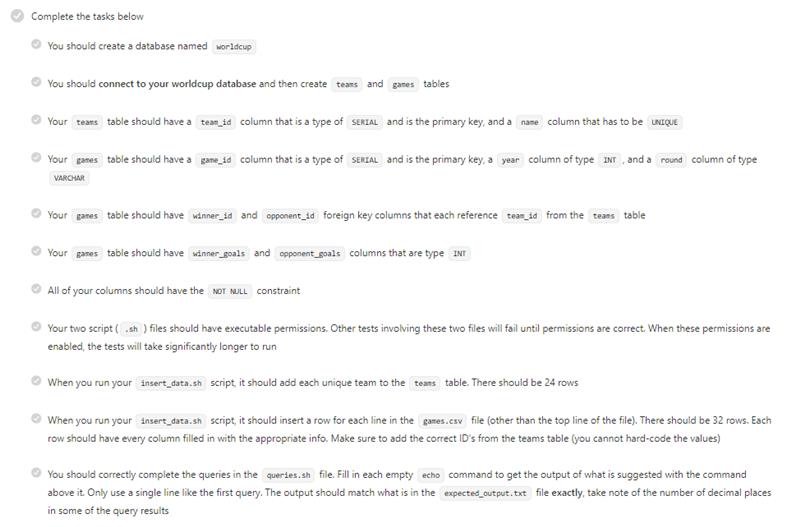 Complete the tasks below
You should create a database named worldcup
You should connect to your worldcup database and then create teams and games tables
Your teams table should have a team_id column that is a type of SERIAL and is the primary key, and a name column that has to be UNIQUE
Your games table should have a game_id column that is a type of SERIAL and is the primary key, a year column of type INT , and a round column of type
VARCHAR
Your games table should have winner_id and opponent_id foreign key columns that each reference team_id from the teams table
Your games table should have winner_goals and opponent_goals columns that are type INT
All of your columns should have the NOT NULL constraint
Your two script ( .sh ) files should have executable permissions. Other tests involving these two files will fail until permissions are correct. When these permissions are
enabled, the tests will take significantly longer to run
When you run your insert_data.sh script, it should add each unique team to the teams table. There should be 24 rows
When you run your insert_data.sh script, it should insert a row for each line in the games.csv file (other than the top line of the file). There should be 32 rows. Each
row should have every column filled in with the appropriate info. Make sure to add the correct ID's from the teams table (you cannot hard-code the values)
You should correctly complete the queries in the queries.sh file. Fill in each empty echo command to get the output of what is suggested with the command
above it. Only use a single line like the first query. The output should match what is in the expected_output.txt file exactly, take note of the number of decimal places
in some of the query results